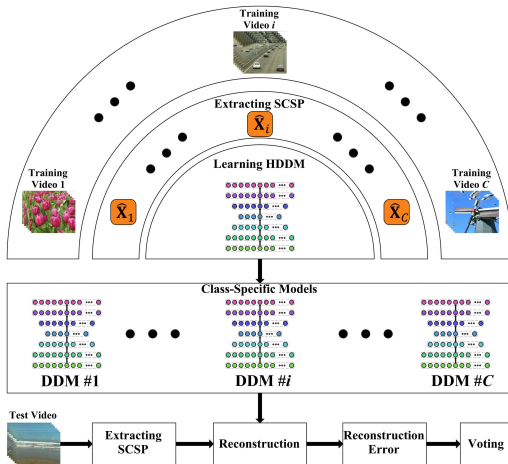 Training
Video i
Extracting SCSP
X̂i
Learning HDDM
Training
Video 1
X̂1
X̂C
Training
Video C
Class-Specific Models
DDM #1
DDM #i
DDM #C
Test Video
Extracting
SCSP
Reconstruction
Reconstruction
Error
Voting